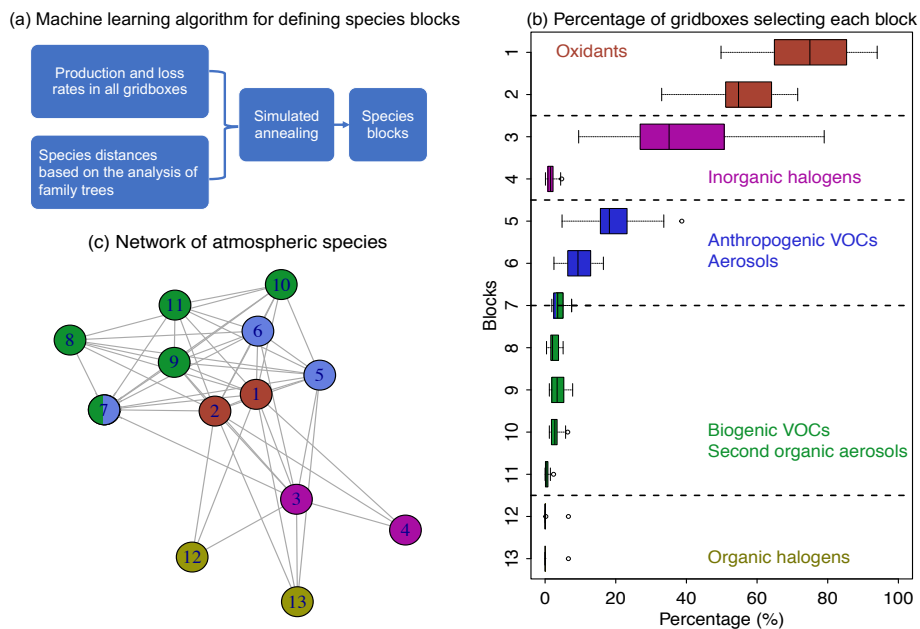 (a) Machine learning algorithm for defining species blocks
Production and loss
rates in all gridboxes
Species distances
based on the analysis of
family trees
Simulated
annealing
Species
blocks
(b) Percentage of gridboxes selecting each block
Blocks
1
2
3
4
5
6
7
8
9
10
11
12
13
Oxidants
Inorganic halogens
Anthropogenic VOCs
Aerosols
Biogenic VOCs
Second organic aerosols
Organic halogens
0
20
40
60
80
100
Percentage (%)
(c) Network of atmospheric species
10
11
6
8
9
5
1
7
2
3
4
12
13